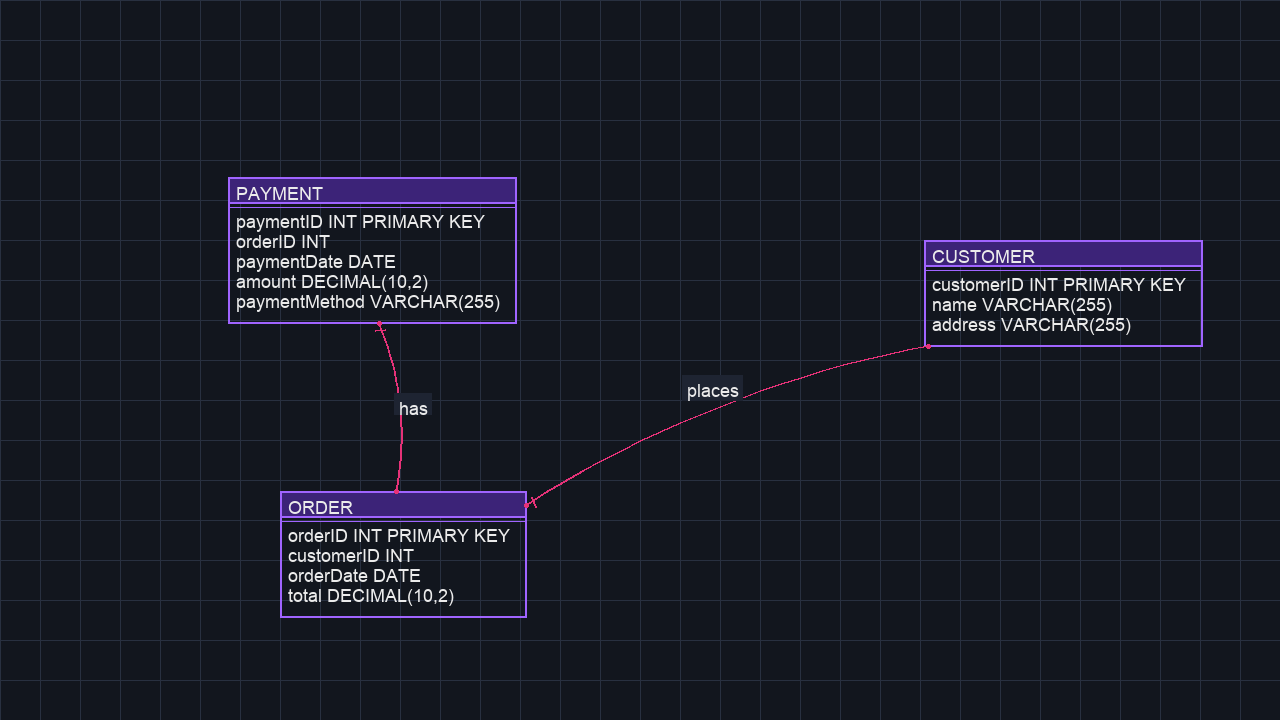 PAYMENT
paymentID INT PRIMARY KEY
orderID INT
paymentDate DATE
amount DECIMAL(10,2)
paymentMethod VARCHAR(255)
CUSTOMER
customerID INT PRIMARY KEY
name VARCHAR(255)
address VARCHAR(255)
places
has
ORDER
orderID INT PRIMARY KEY
customerID INT
orderDate DATE
total DECIMAL(10,2)